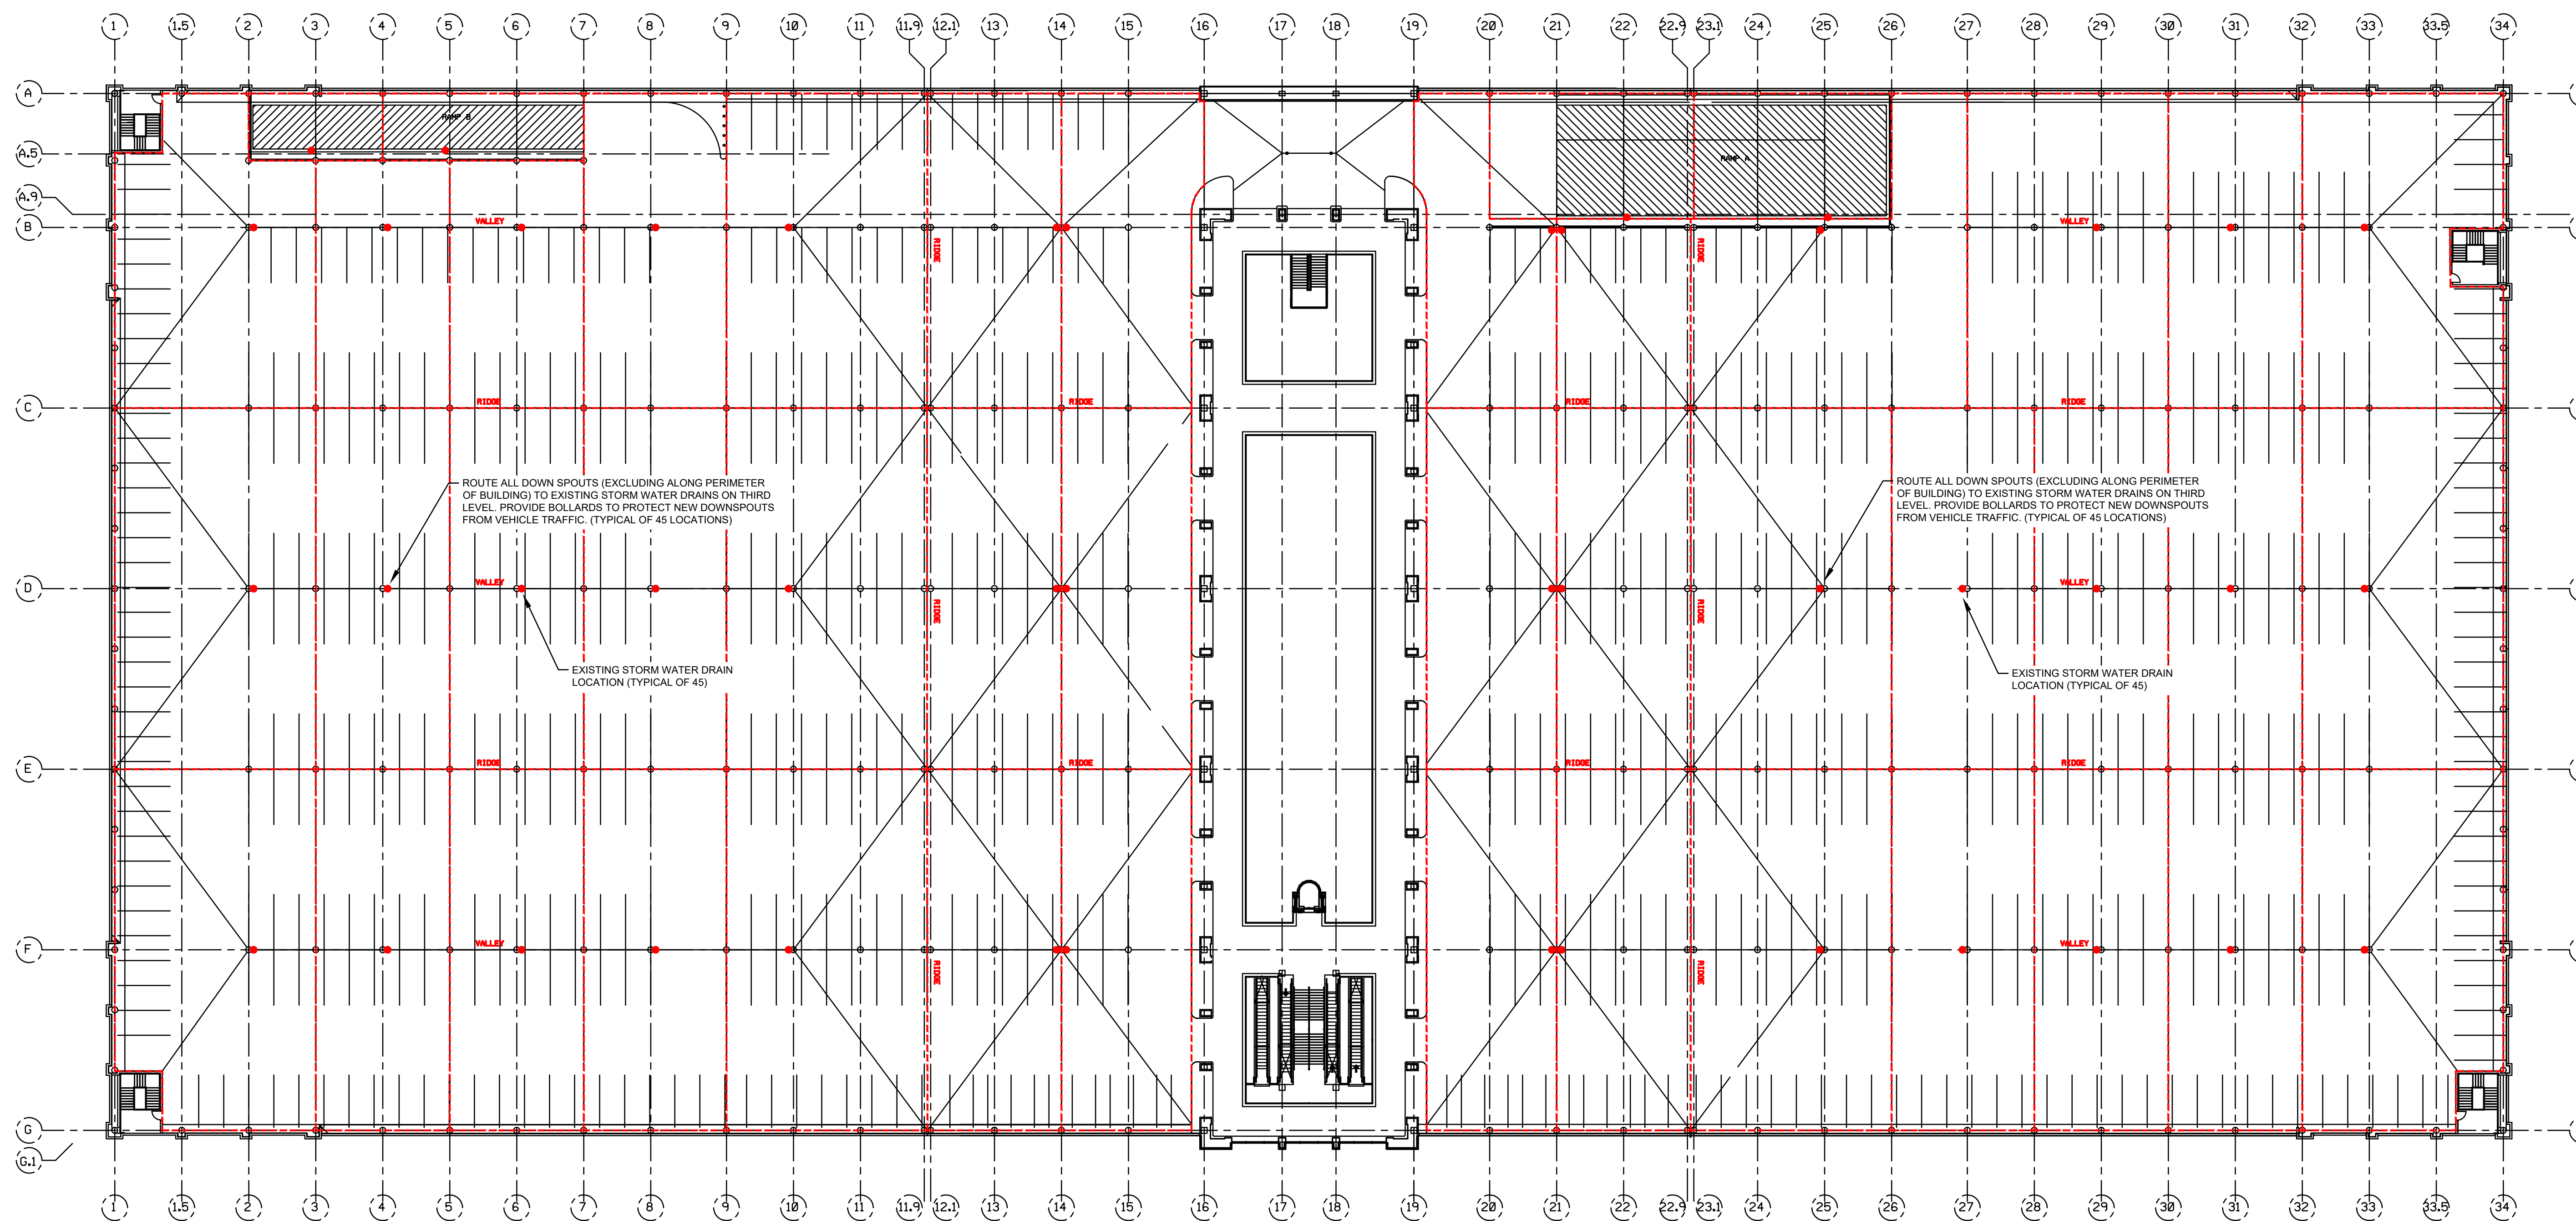 1 1.5 2 3 4 5 6 7 8 9 10 11 11.9 12.1 13 14 15 16 17 18 19 20 21 22 22.9 23.1 24 25 26 27 28 29 30 31 32 33 33.5 34
A
RAMP B
A.5
RAMP A
A.9
VALLEY
VALLEY
B
RIDGE
RIDGE
C
RIDGE
RIDGE
RIDGE
RIDGE
ROUTE ALL DOWN SPOUTS (EXCLUDING ALONG PERIMETER
OF BUILDING) TO EXISTING STORM WATER DRAINS ON THIRD
LEVEL. PROVIDE BOLLARDS TO PROTECT NEW DOWNSPOUTS
FROM VEHICLE TRAFFIC. (TYPICAL OF 45 LOCATIONS)
ROUTE ALL DOWN SPOUTS (EXCLUDING ALONG PERIMETER
OF BUILDING) TO EXISTING STORM WATER DRAINS ON THIRD
LEVEL. PROVIDE BOLLARDS TO PROTECT NEW DOWNSPOUTS
FROM VEHICLE TRAFFIC. (TYPICAL OF 45 LOCATIONS)
D
VALLEY
VALLEY
RIDGE
RIDGE
EXISTING STORM WATER DRAIN
LOCATION (TYPICAL OF 45)
EXISTING STORM WATER DRAIN
LOCATION (TYPICAL OF 45)
E
RIDGE
RIDGE
RIDGE
RIDGE
F
VALLEY
VALLEY
RIDGE
RIDGE
G
G.1
1 1.5 2 3 4 5 6 7 8 9 10 11 11.9 12.1 13 14 15 16 17 18 19 20 21 22 22.9 23.1 24 25 26 27 28 29 30 31 32 33 33.5 34